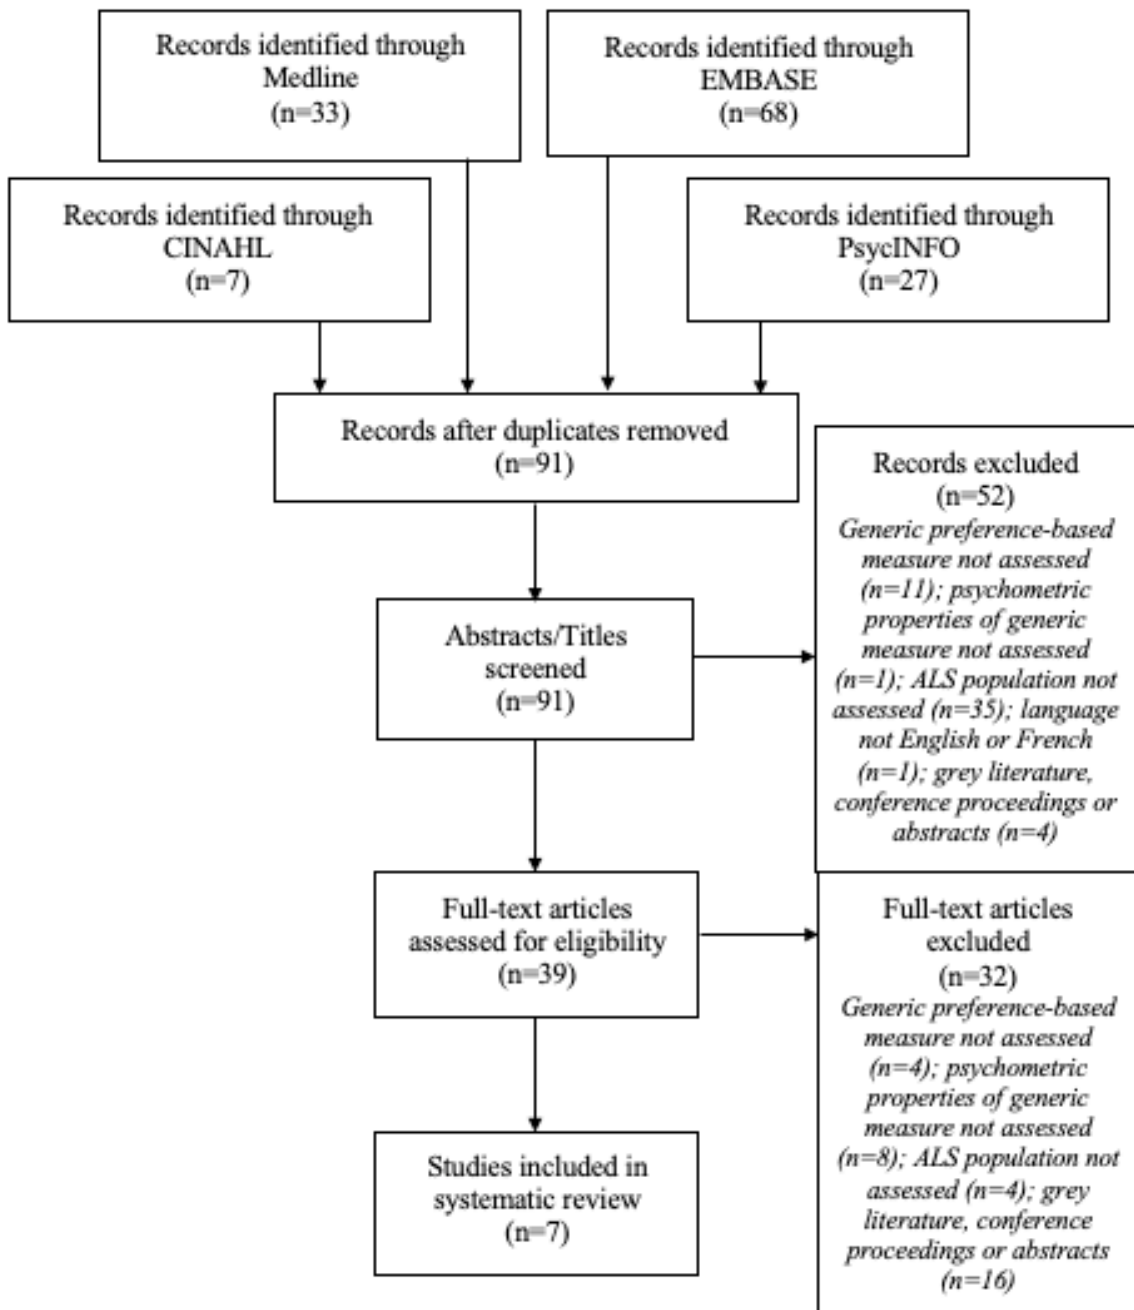 Records identified through
Medline
(n=33)
Records identified through
EMBASE
(n=68)
Records identified through
CINAHL
(n=7)
Records identified through
PsycINFO
(n=27)
Records after duplicates removed
(n=91)
Abstracts/Titles
screened
(n=91)
Records excluded
(n=52)
Generic preference-based
measure not assessed
(n=11); psychometric
properties of generic
measure not assessed
(n=1); ALS population not
assessed (n=35); language
not English or French
(n=1); grey literature,
conference proceedings or
abstracts (n=4)
Full-text articles
assessed for eligibility
(n=39)
Full-text articles
excluded
(n=32)
Generic preference-based
measure not assessed
(n=4); psychometric
properties of generic
measure not assessed
(n=8); ALS population not
assessed (n=4); grey
literature, conference
proceedings or abstracts
(n=16)
Studies included in
systematic review
(n=7)